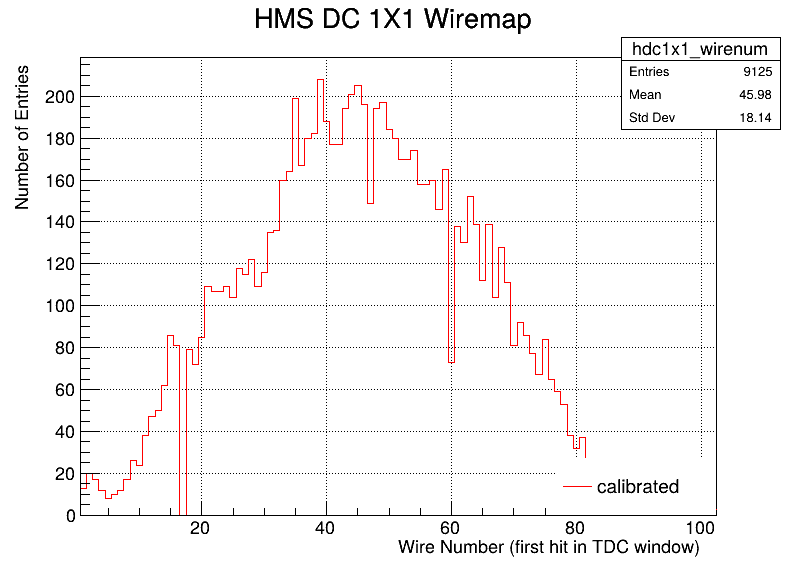 HMS DC 1X1 Wiremap
hdc1x1_wirenum
Entries 9125
Mean 45.98
Std Dev 18.14
Number of Entries
200
180
160
140
120
100
80
60
40
20
0
20 40 60 80 100
Wire Number (first hit in TDC window)
calibrated